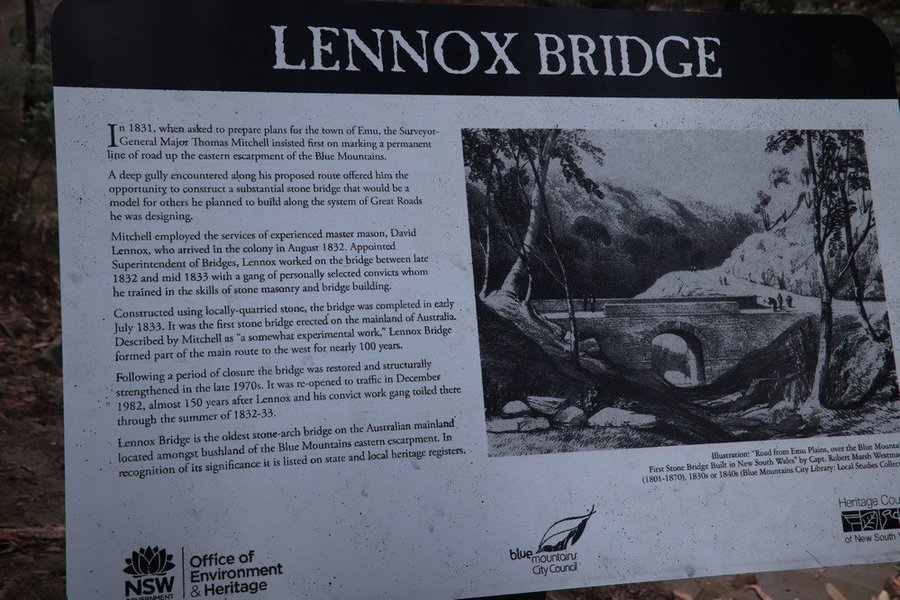 LENNOX BRIDGE
In 1831, when asked to prepare plans for the town of Emu, the Surveyor-
General Major Thomas Mitchell insisted first on marking a permanent
line of road up the eastern escarpment of the Blue Mountains.
A deep gully encountered along his proposed route offered him the
opportunity to construct a substantial stone bridge that would be a
model for others he planned to build along the system of Great Roads
he was designing.
Mitchell employed the services of experienced master mason, David
Lennox, who arrived in the colony in August 1832. Appointed
Superintendent of Bridges, Lennox worked on the bridge between late
1832 and mid 1833 with a gang of personally selected convicts whom
he trained in the skills of stone masonry and bridge building.
Constructed using locally-quarried stone, the bridge was completed in early
July 1833. It was the first stone bridge erected on the mainland of Australia.
Described by Mitchell as "a somewhat experimental work," Lennox Bridge
formed part of the main route to the west for nearly 100 years.
Following a period of closure the bridge was restored and structurally
strengthened in the late 1970s. It was re-opened to traffic in December
1982, almost 150 years after Lennox and his convict work gang toiled there
through the summer of 1832-33.
Lennox Bridge is the oldest stone-arch bridge on the Australian mainland
located amongst bushland of the Blue Mountains eastern escarpment. In
recognition of its significance it is listed on state and local heritage registers.
Illustration: "Road from Emu Plains, over the Blue
First Stone Bridge Built in New South Wales" by Capt. Robert Marsh
(1801-1870), 1830s or 1840s (Blue Mountains City Library: Local Studies
NSW
GOVERNMENT
Office of
Environment
& Heritage
blue
mountains
City Council
Heritage
of New South